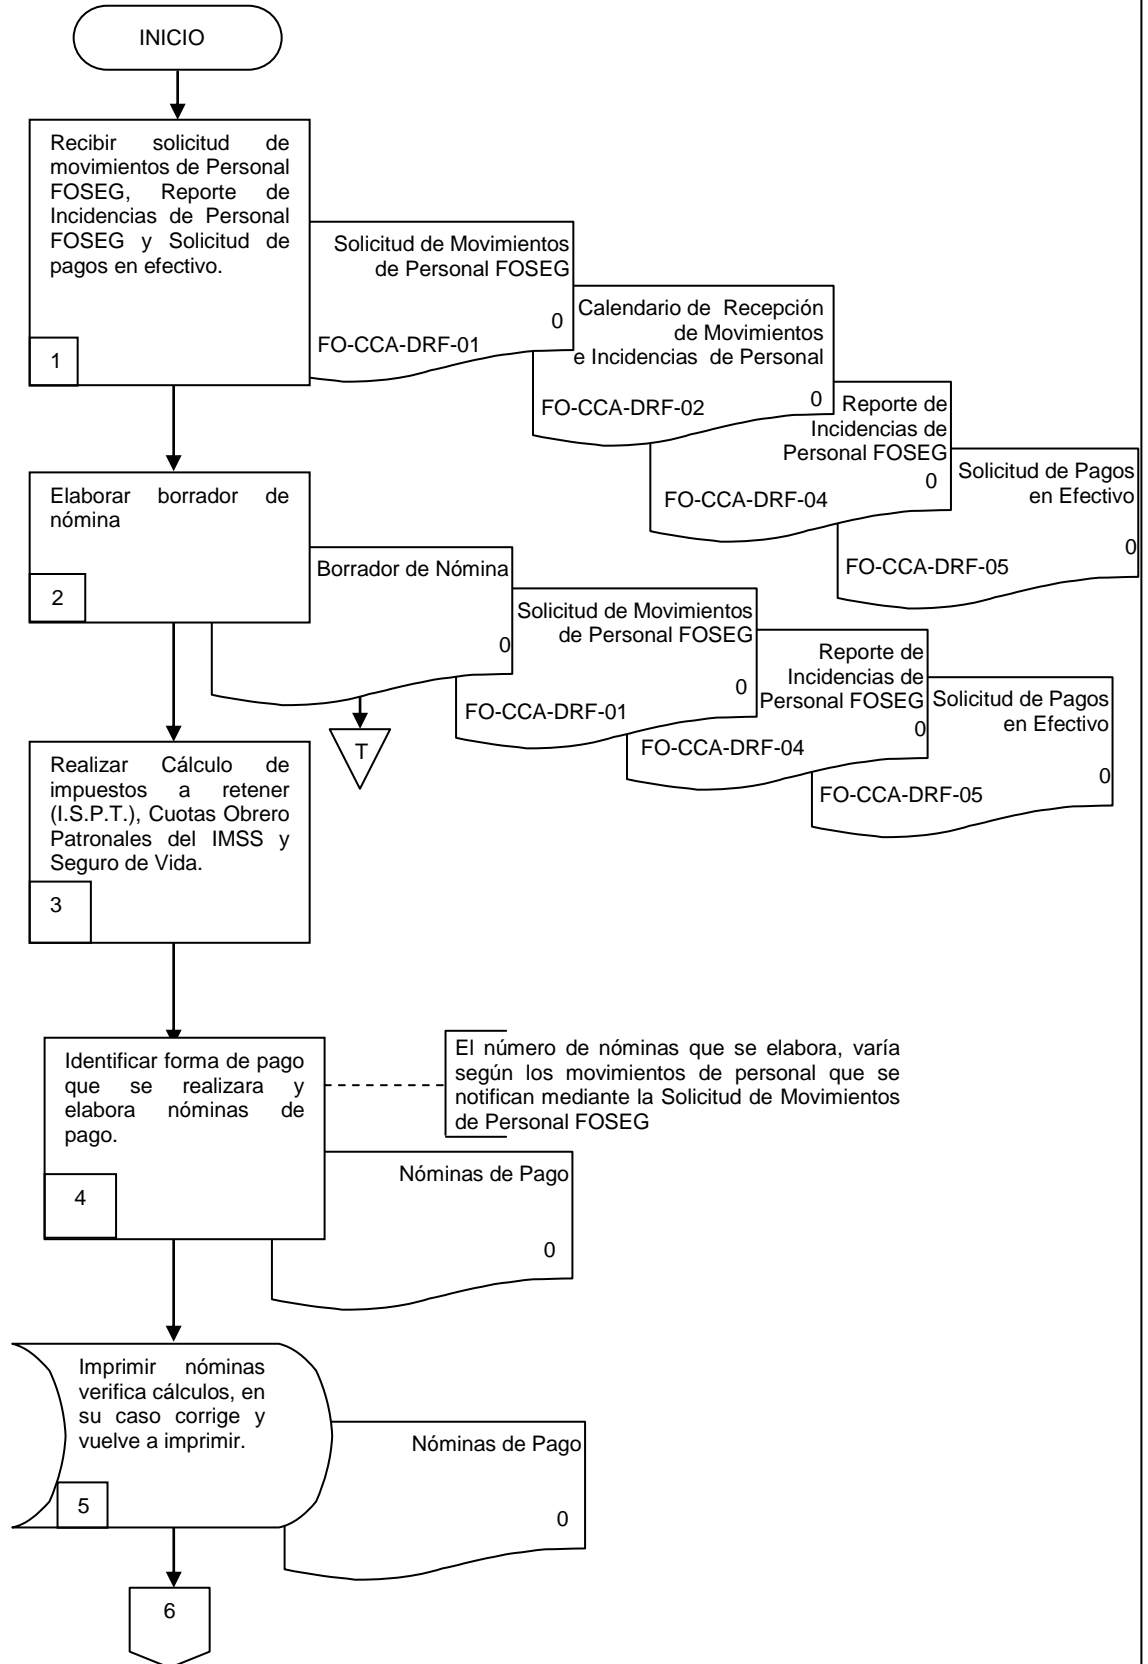 INICIO
Recibir solicitud de
movimientos de Personal
FOSEG, Reporte de
Incidencias de Personal
FOSEG y Solicitud de
pagos en efectivo.
1
Solicitud de Movimientos
de Personal FOSEG
0
FO-CCA-DRF-01
Calendario de Recepción
de Movimientos
e Incidencias de Personal
0
FO-CCA-DRF-02
Reporte de
Incidencias de
Personal FOSEG
0
FO-CCA-DRF-04
Solicitud de Pagos
en Efectivo
0
FO-CCA-DRF-05
Elaborar borrador de
nómina
2
Borrador de Nómina
0
T
Solicitud de Movimientos
de Personal FOSEG
0
FO-CCA-DRF-01
Reporte de
Incidencias de
Personal FOSEG
0
FO-CCA-DRF-04
Solicitud de Pagos
en Efectivo
0
FO-CCA-DRF-05
Realizar Cálculo de
impuestos a retener
(I.S.P.T.), Cuotas Obrero
Patronales del IMSS y
Seguro de Vida.
3
Identificar forma de pago
que se realizara y
elabora nóminas de
pago.
4
El número de nóminas que se elabora, varía
según los movimientos de personal que se
notifican mediante la Solicitud de Movimientos
de Personal FOSEG
Nóminas de Pago
0
Imprimir nóminas
verifica cálculos, en
su caso corrige y
vuelve a imprimir.
5
Nóminas de Pago
0
6